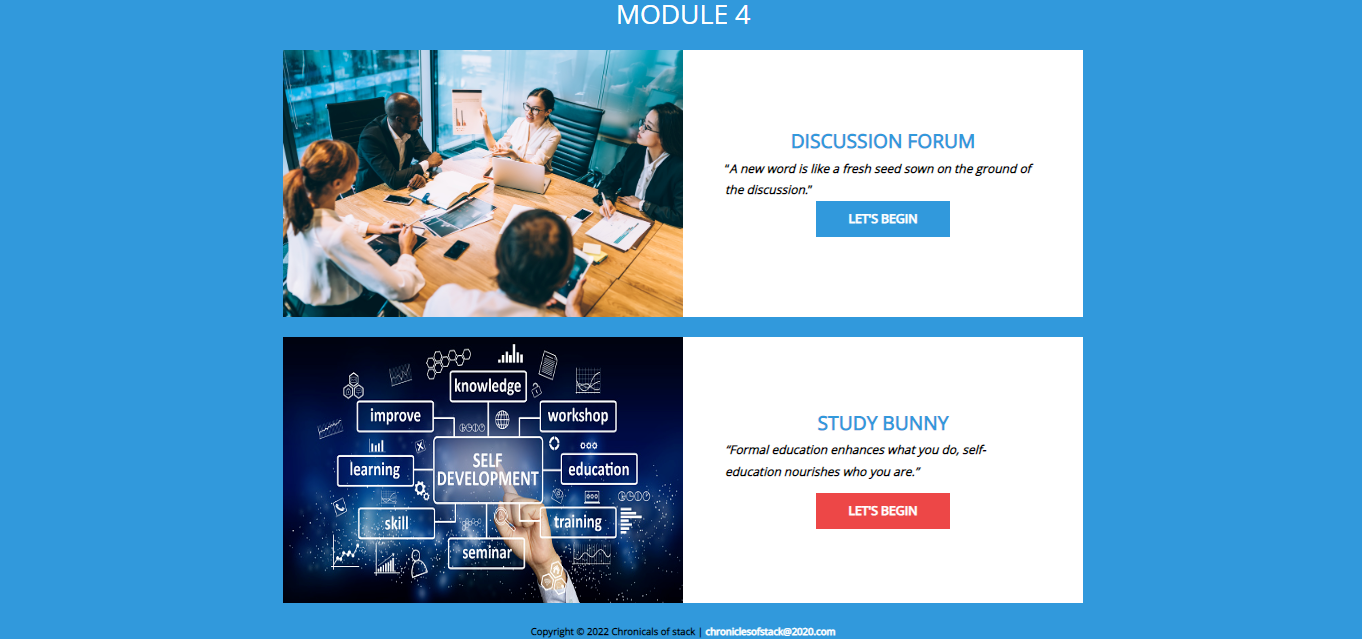 MODULE 4
DISCUSSION FORUM
"A new word is like a fresh seed sown on the ground of
the discussion."
LET'S BEGIN
knowledge
improve
workshop
SELF
DEVELOPMENT
learning
education
skill
training
seminar
STUDY BUNNY
"Formal education enhances what you do, self-
education nourishes who you are."
LET'S BEGIN
Copyright © 2022 Chronicals of stack | chroniclesofstack@2020.com